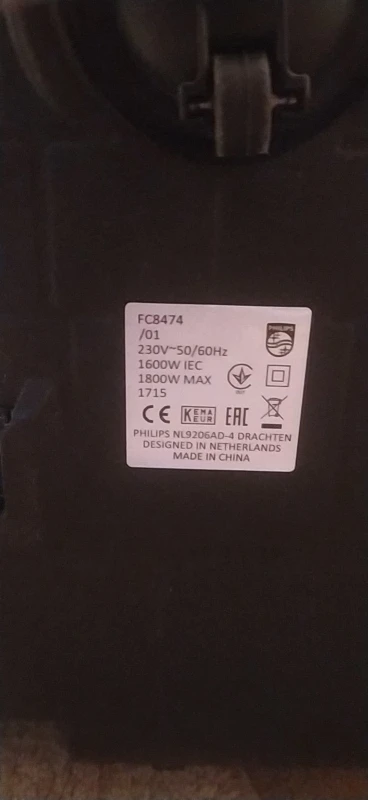 FC8474
/01
230V~50/60Hz
1600W IEC
1800W MAX
1715
PHILIPS
CE KEMA KEUR EAC
PHILIPS NL9206AD-4 DRACHTEN
DESIGNED IN NETHERLANDS
MADE IN CHINA